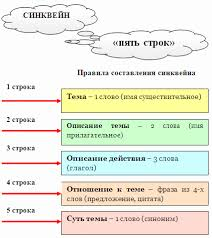 СИНКВЕЙН
«пять строк»
Правила составления синквейна
1 строка
Тема – 1 слово (имя существительное)
2 строка
Описание темы – 2 слова (имя
прилагательное)
3 строка
Описание действия – 3 слова
(глагол)
4 строка
Отношение к теме – фраза из 4-х
слов (предложение, цитата)
5 строка
Суть темы – 1 слово (синоним)